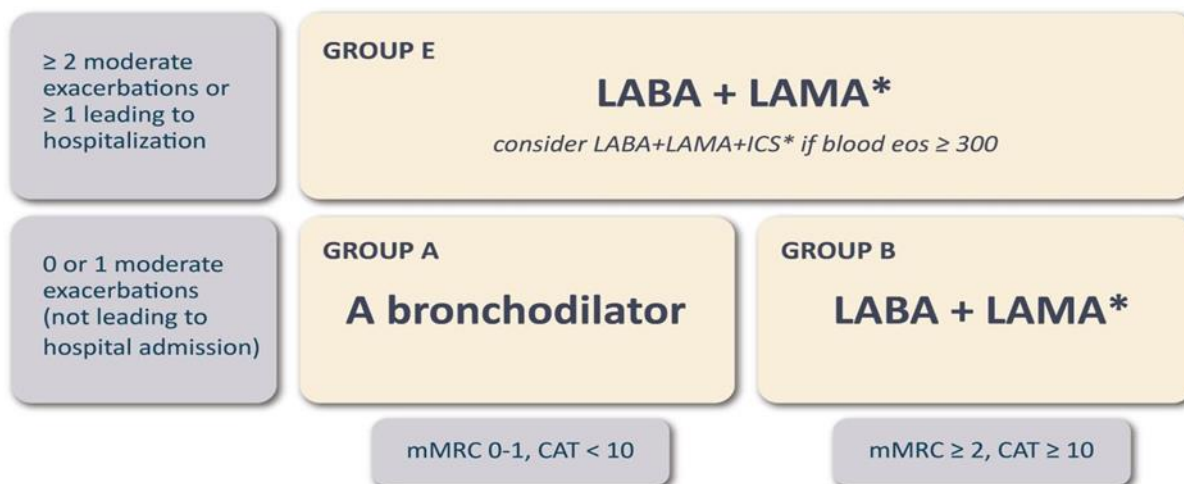 ≥ 2 moderate
exacerbations or
≥ 1 leading to
hospitalization
GROUP E
LABA + LAMA*
consider LABA+LAMA+ICS* if blood eos ≥ 300
0 or 1 moderate
exacerbations
(not leading to
hospital admission)
GROUP A
A bronchodilator
GROUP B
LABA + LAMA*
mMRC 0-1, CAT < 10
mMRC ≥ 2, CAT ≥ 10